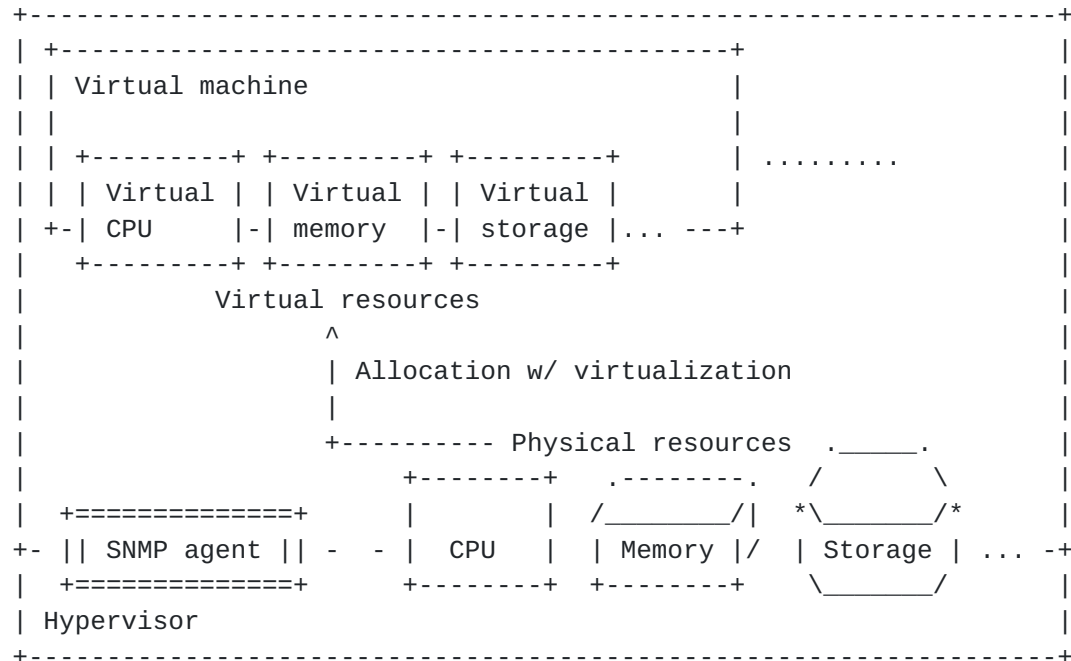 Virtual machine
.........
Virtual Virtual Virtual
CPU memory storage ...
Virtual resources
Allocation w/ virtualization
Physical resources
SNMP agent CPU Memory Storage ...
Hypervisor